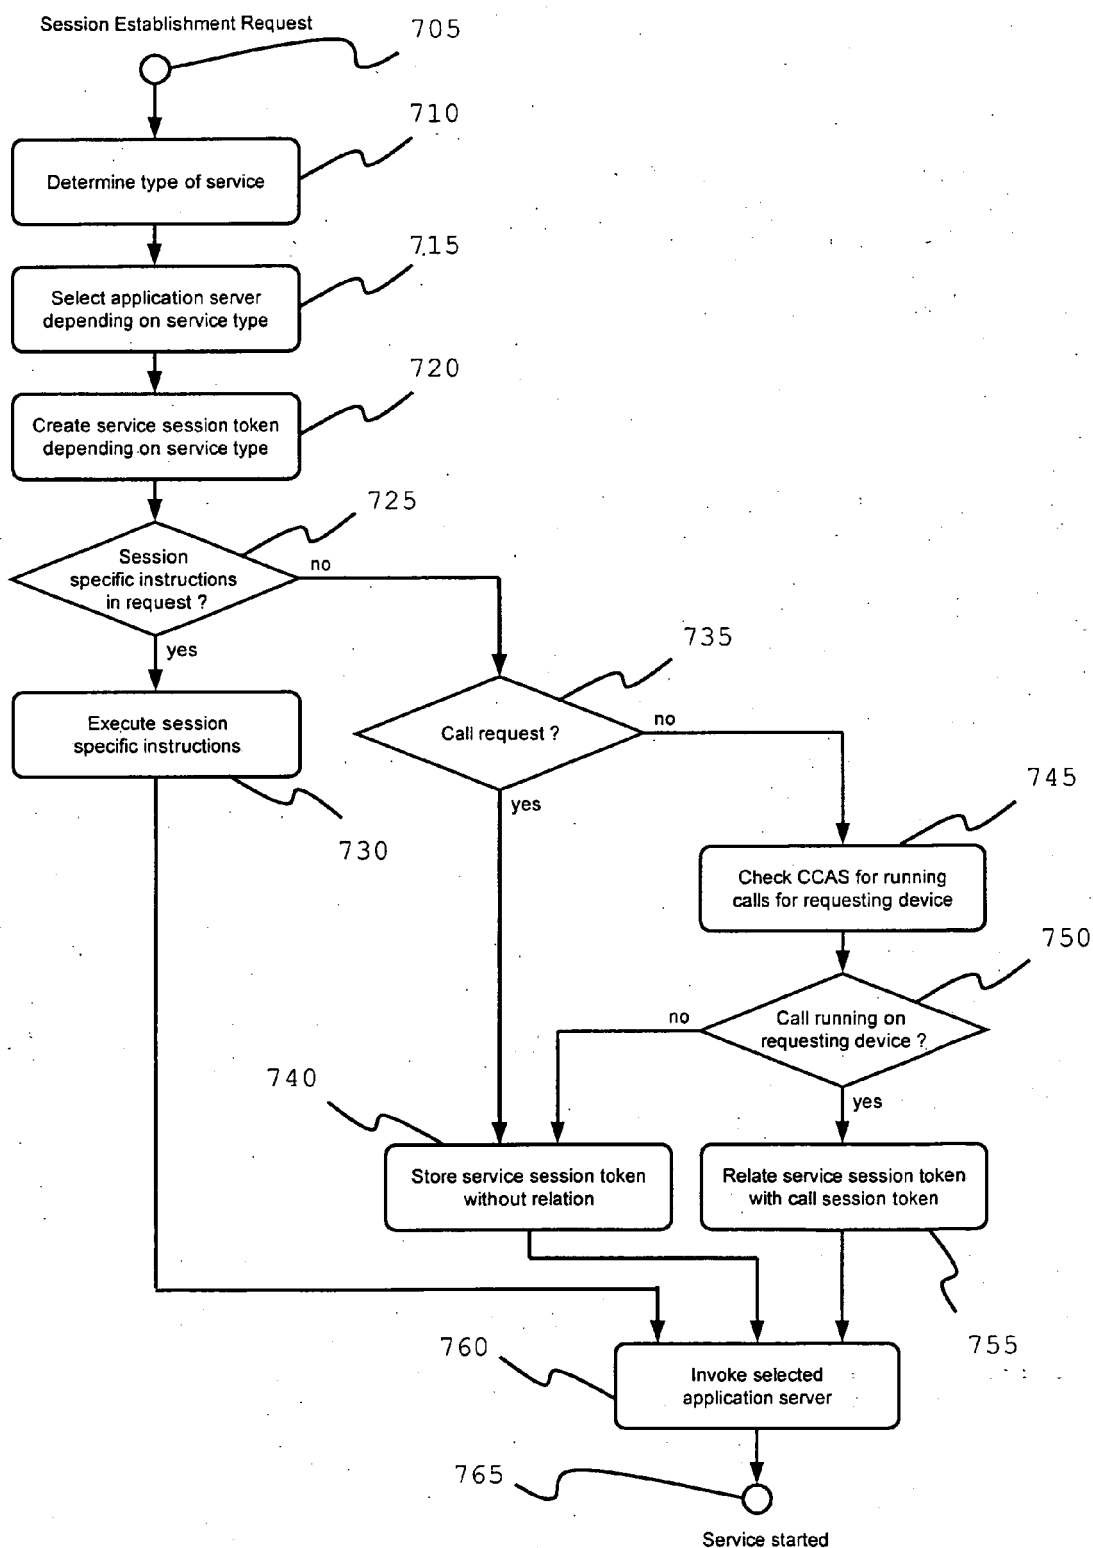 Session Establishment Request
705
710
Determine type of service
715
Select application server
depending on service type
720
Create service session token
depending on service type
725
Session
specific instructions
in request ?
no
yes
735
Execute session
specific instructions
Call request ?
no
yes
730
745
Check CCAS for running
calls for requesting device
750
Call running on
requesting device ?
no
yes
740
Store service session token
without relation
Relate service session token
with call session token
755
760
Invoke selected
application server
765
Service started